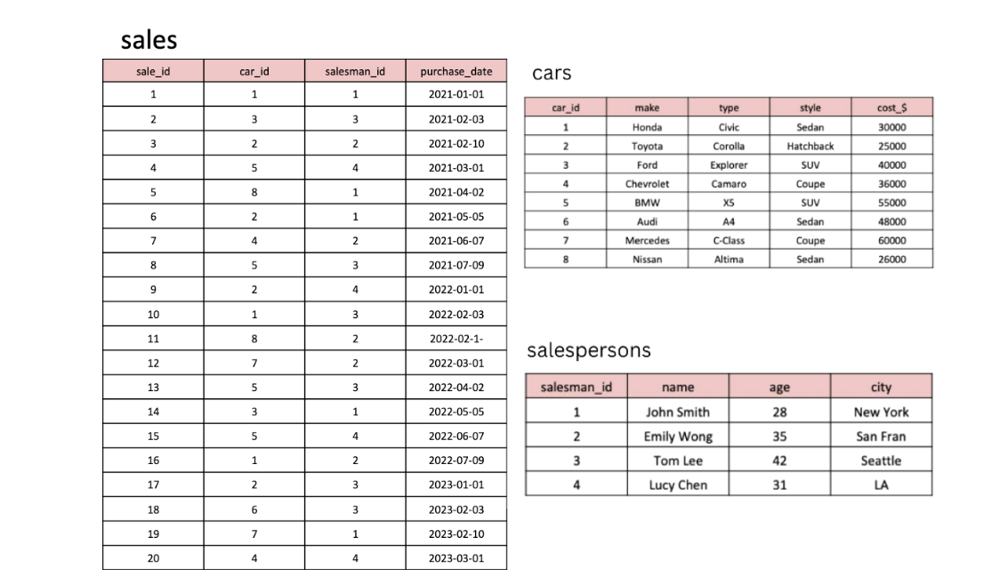 sales
sale_id car_id salesman_id purchase_date
1 1 1 2021-01-01
2 3 3 2021-02-03
3 2 2 2021-02-10
4 5 4 2021-03-01
5 8 1 2021-04-02
6 2 1 2021-05-05
7 4 2 2021-06-07
8 5 3 2021-07-09
9 2 4 2022-01-01
10 1 3 2022-02-03
11 8 2 2022-02-1-
12 7 2 2022-03-01
13 5 3 2022-04-02
14 3 1 2022-05-05
15 5 4 2022-06-07
16 1 2 2022-07-09
17 2 3 2023-01-01
18 6 3 2023-02-03
19 7 1 2023-02-10
20 4 4 2023-03-01
cars
car_id make type style cost_$
1 Honda Civic Sedan 30000
2 Toyota Corolla Hatchback 25000
3 Ford Explorer SUV 40000
4 Chevrolet Camaro Coupe 36000
5 BMW X5 SUV 55000
6 Audi A4 Sedan 48000
7 Mercedes C-Class Coupe 60000
8 Nissan Altima Sedan 26000
salespersons
salesman_id name age city
1 John Smith 28 New York
2 Emily Wong 35 San Fran
3 Tom Lee 42 Seattle
4 Lucy Chen 31 LA